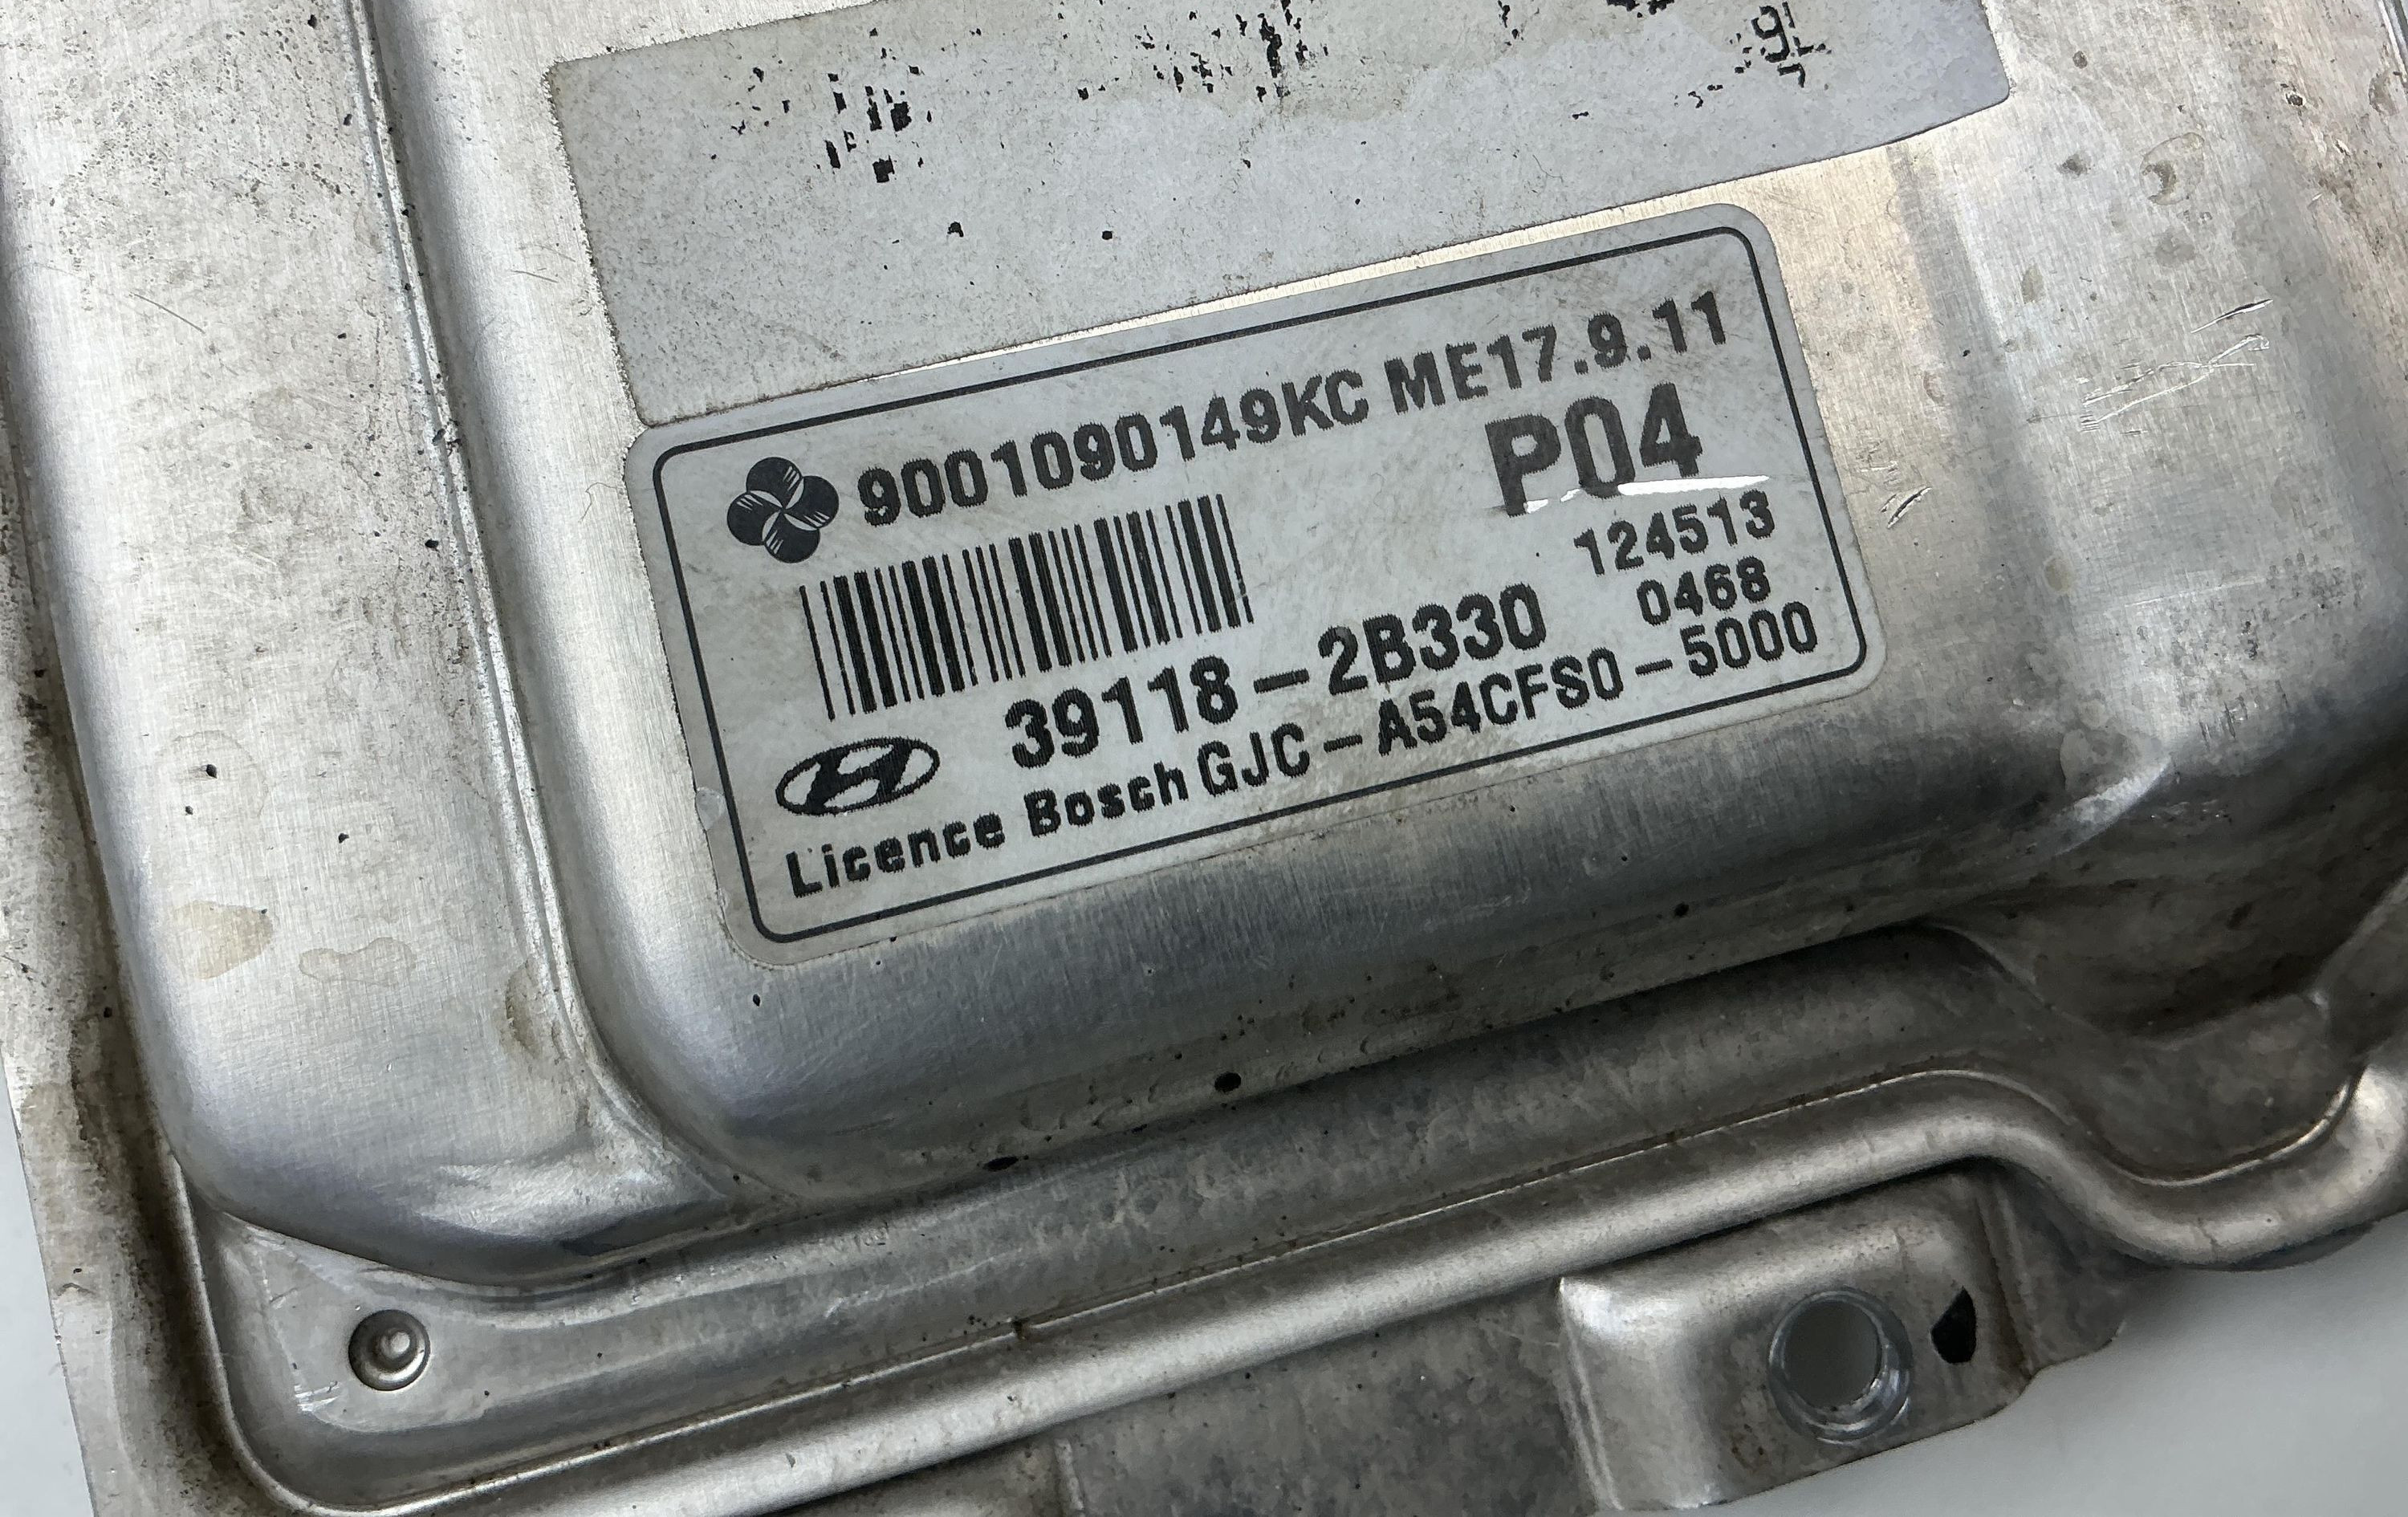 9001090149KC ME17.9.11
P04
124513
0468
39118-2B330
Licence Bosch GJC-A54CFS0-5000